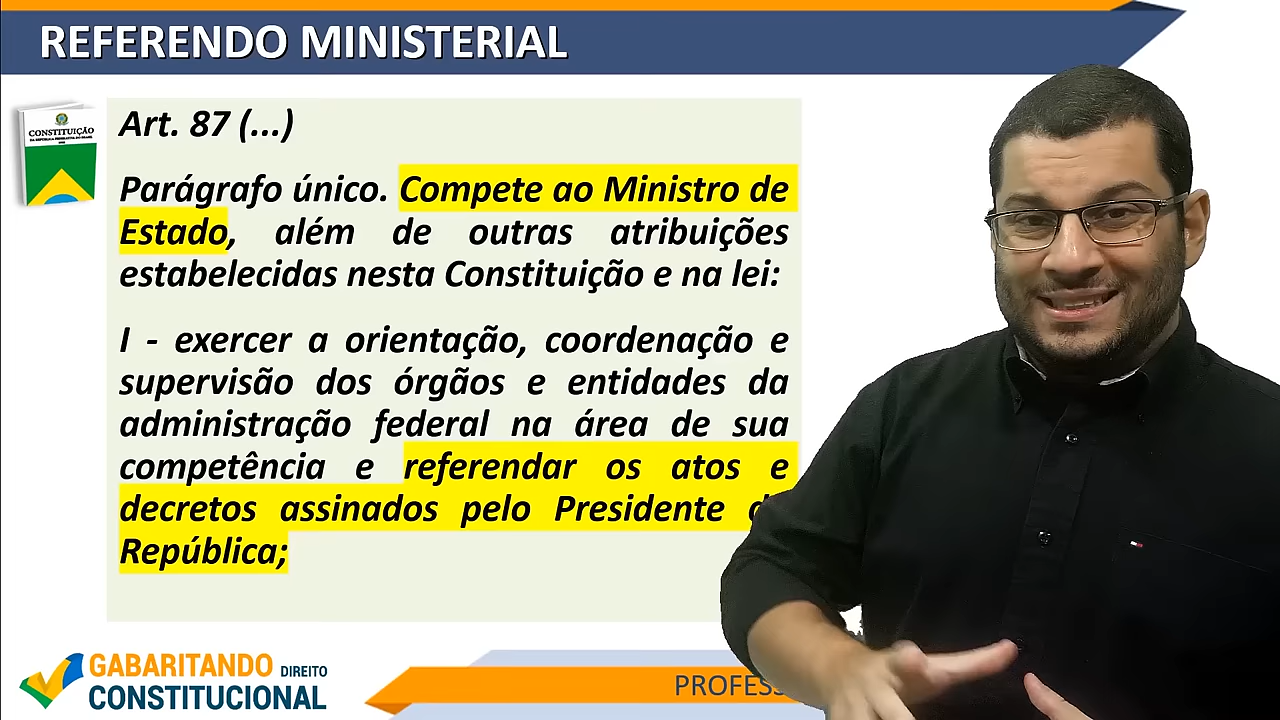 REFERENDO MINISTERIAL
CONSTITUIÇÃO
Art. 87 (...)
Parágrafo único. Compete ao Ministro de
Estado, além de outras atribuições
estabelecidas nesta Constituição e na lei:
I - exercer a orientação, coordenação e
supervisão dos órgãos e entidades da
administração federal na área de sua
competência e referendar os atos e
decretos assinados pelo Presidente
República;
GABARITANDO DIREITO
CONSTITUCIONAL